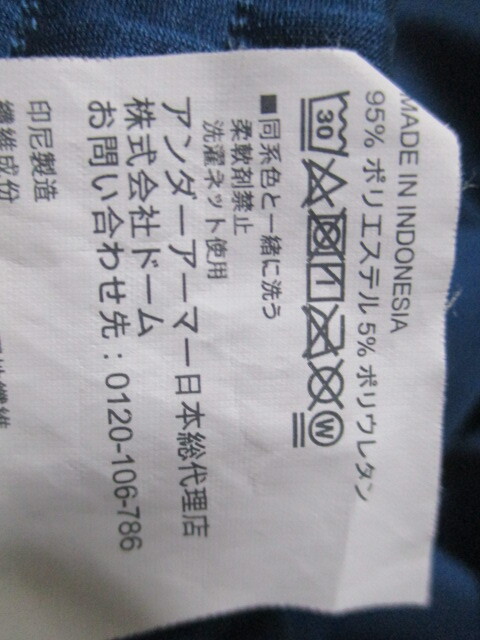 MADE IN INDONESIA
95% ポリエステル 5% ポリウレタン
30
W
■同系色と一緒に洗う
柔軟剤禁止
洗濯ネット使用
アンダーアーマー日本総代理店
株式会社ドーム
お問い合わせ先：0120-106-786
印尼製造
纖維成份